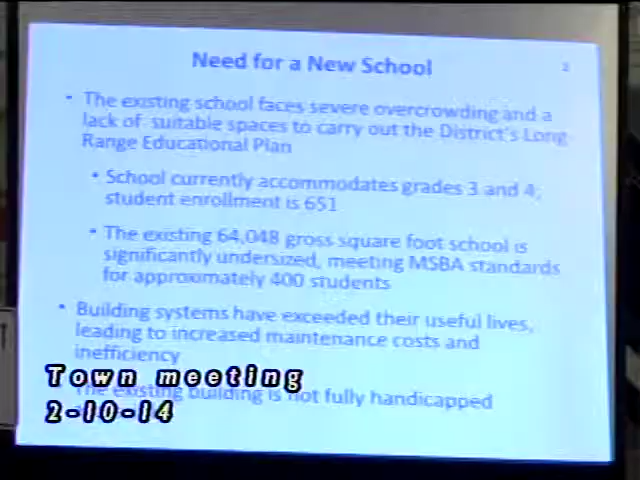 Need for a New School
2
• The existing school faces severe overcrowding and a
lack of suitable spaces to carry out the District's Long
Range Educational Plan
• School currently accommodates grades 3 and 4,
student enrollment is 651
• The existing 64,048 gross square foot school is
significantly undersized, meeting MSBA standards
for approximately 400 students
• Building systems have exceeded their useful lives,
leading to increased maintenance costs and
inefficiency
Town meeting
The existing building is not fully handicapped
2-10-14